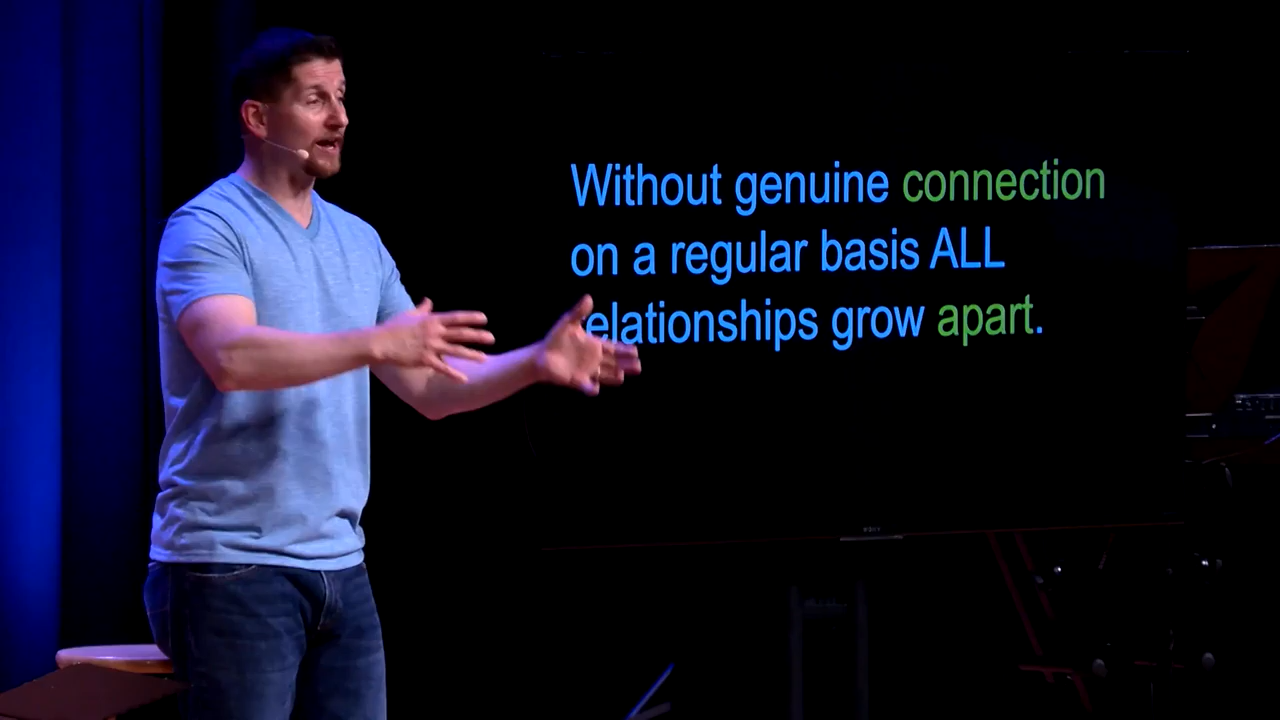 Without genuine connection
on a regular basis ALL
relationships grow apart.